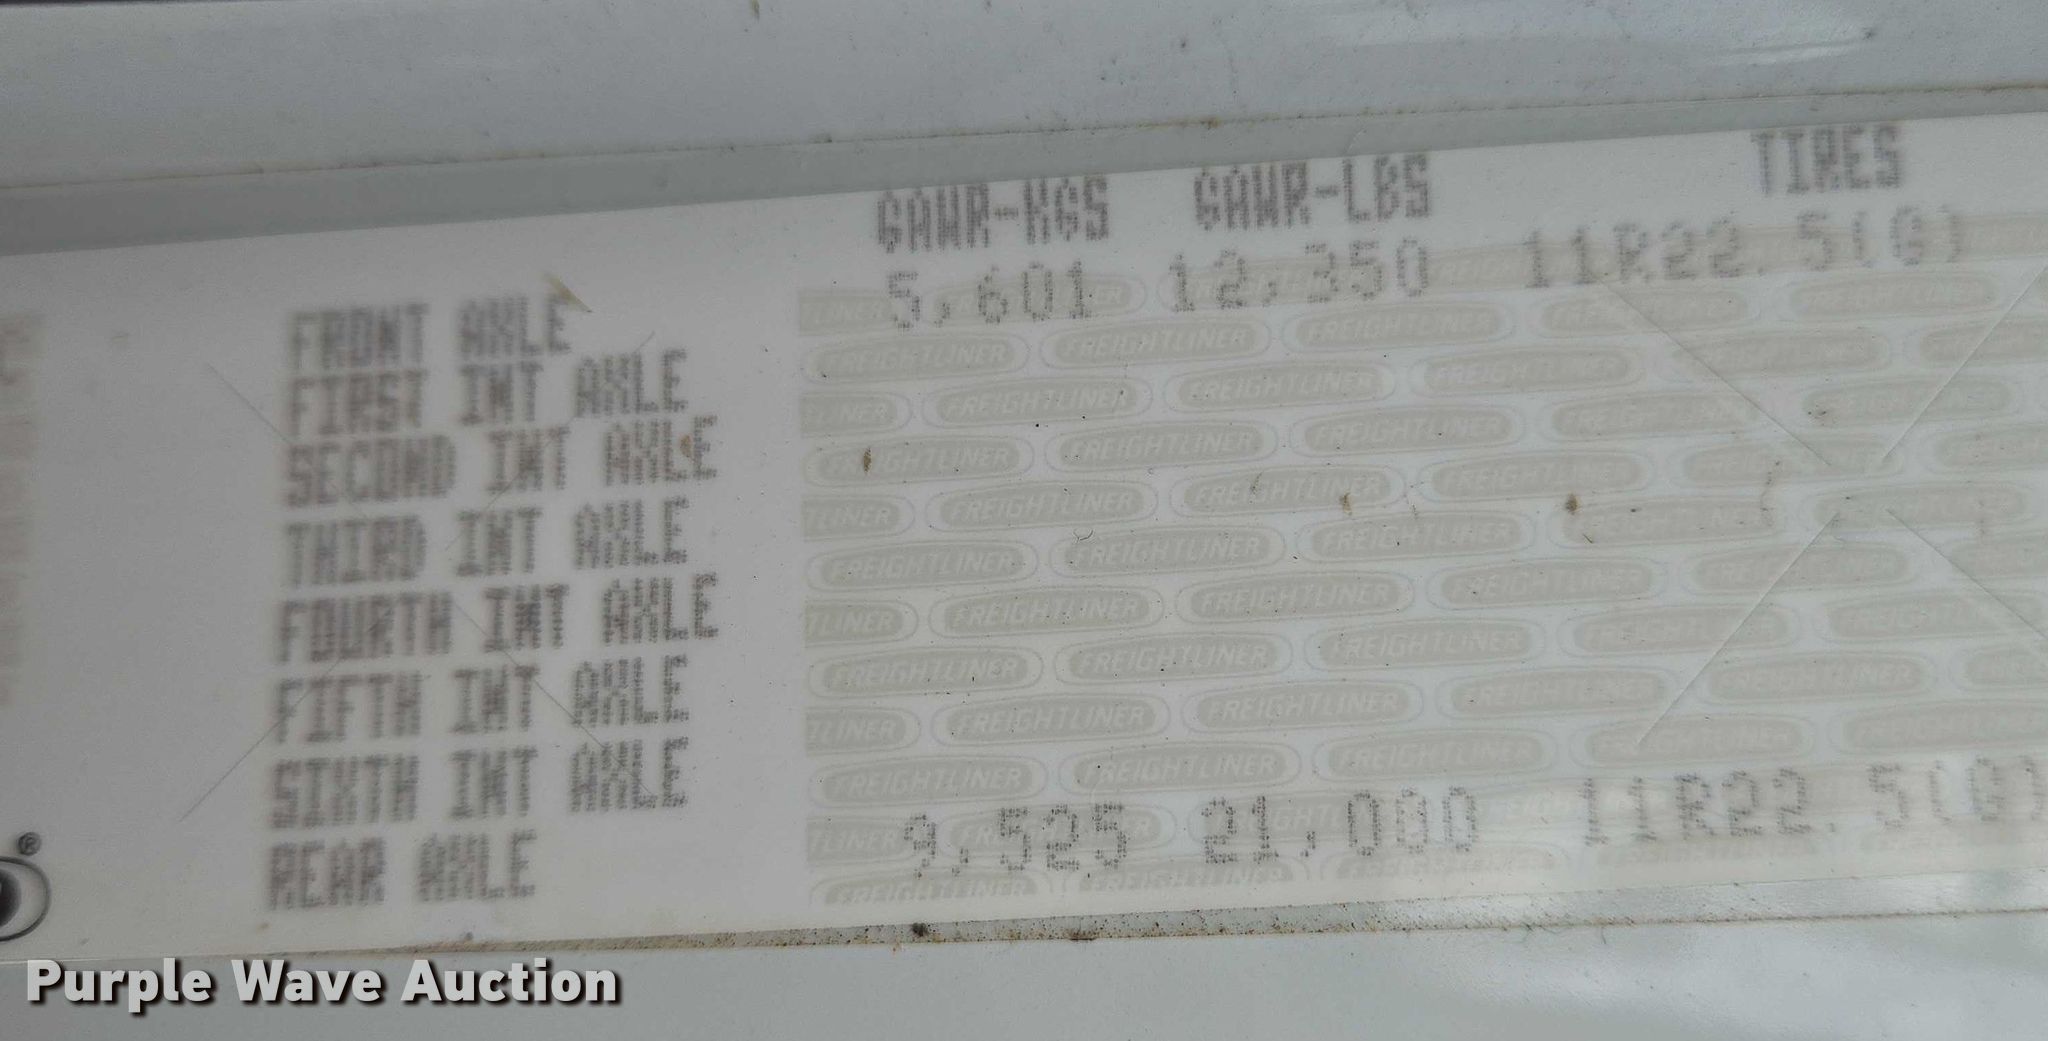 GAWR-KGS GAWR-LBS TIRES
FRONT AXLE 5,601 12,350 11R22.5(G)
FIRST INT AXLE
SECOND INT AXLE
THIRD INT AXLE
FOURTH INT AXLE
FIFTH INT AXLE
SIXTH INT AXLE
REAR AXLE 9,525 21,000 11R22.5(G)
FREIGHTLINER
®
Purple Wave Auction